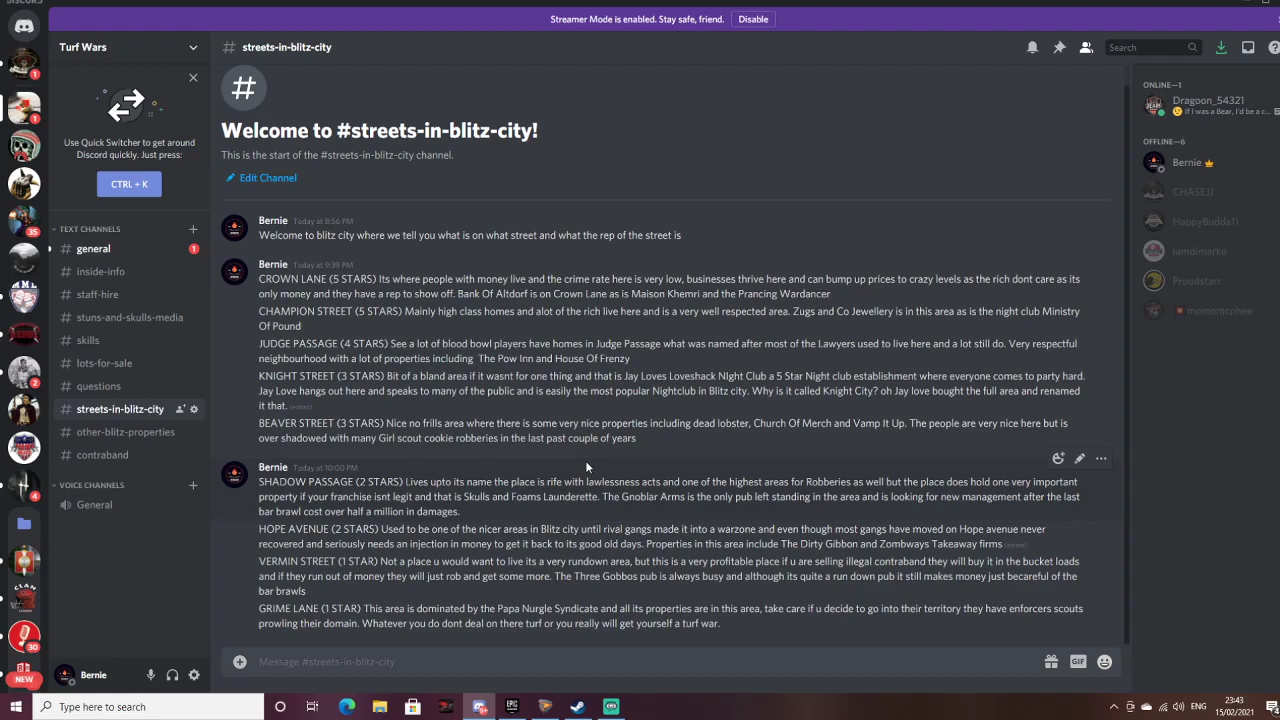 DISCORD
Streamer Mode is enabled. Stay safe, friend.
Disable
Turf Wars
# streets-in-blitz-city
Search
1
1
35
2
4
30
NEW
Use Quick Switcher to get around
Discord quickly. Just press:
CTRL + K
TEXT CHANNELS
# general
1
# inside-info
# staff-hire
# stuns-and-skulls-media
# skills
# lots-for-sale
# questions
# streets-in-blitz-city
# other-blitz-properties
# contraband
VOICE CHANNELS
General
Bernie
#
Welcome to #streets-in-blitz-city!
This is the start of the #streets-in-blitz-city channel.
Edit Channel
Bernie Today at 8:56 PM
Welcome to blitz city where we tell you what is on what street and what the rep of the street is
Bernie Today at 9:39 PM
CROWN LANE (5 STARS) Its where people with money live and the crime rate here is very low, businesses thrive here and can bump up prices to crazy levels as the rich dont care as its
only money and they have a rep to show off. Bank Of Altdorf is on Crown Lane as is Maison Khemri and the Prancing Wardancer
CHAMPION STREET (5 STARS) Mainly high class homes and alot of the rich live here and is a very well respected area. Zugs and Co Jewellery is in this area as is the night club Ministry
Of Pound
JUDGE PASSAGE (4 STARS) See a lot of blood bowl players have homes in Judge Passage what was named after most of the Lawyers used to live here and a lot still do. Very respectful
neighbourhood with a lot of properties including The Pow Inn and House Of Frenzy
KNIGHT STREET (3 STARS) Bit of a bland area if it wasnt for one thing and that is Jay Loves Loveshack NIght Club a 5 Star Night club establishment where everyone comes to party hard.
Jay Love hangs out here and speaks to many of the public and is easily the most popular Nightclub in Blitz city. Why is it called Knight City? oh Jay love bought the full area and renamed
it that. (edited)
BEAVER STREET (3 STARS) Nice no frills area where there is some very nice properties including dead lobster, Church Of Merch and Vamp It Up. The people are very nice here but is
over shadowed with many Girl scout cookie robberies in the last past couple of years
Bernie Today at 10:00 PM
SHADOW PASSAGE (2 STARS) Lives upto its name the place is rife with lawlessness acts and one of the highest areas for Robberies as well but the place does hold one very important
property if your franchise isnt legit and that is Skulls and Foams Launderette. The Gnoblar Arms is the only pub left standing in the area and is looking for new management after the last
bar brawl cost over half a million in damages.
HOPE AVENUE (2 STARS) Used to be one of the nicer areas in Blitz city until rival gangs made it into a warzone and even though most gangs have moved on Hope avenue never
recovered and seriously needs an injection in money to get it back to its good old days. Properties in this area include The Dirty Gibbon and Zombways Takeaway firms (edited)
VERMIN STREET (1 STAR) Not a place u would want to live its a very rundown area, but this is a very profitable place if u are selling illegal contraband they will buy it in the bucket loads
and if they run out of money they will just rob and get some more. The Three Gobbos pub is always busy and although its quite a run down pub it still makes money just becareful of the
bar brawls
GRIME LANE (1 STAR) This area is dominated by the Papa Nurgle Syndicate and all its properties are in this area, take care if u decide to go into their territory they have enforcers scouts
prowling their domain. Whatever you do dont deal on there turf or you really will get yourself a turf war.
Message #streets-in-blitz-city
GIF
ONLINE—1
Dragoon_54321
If I was a Bear, I'd be a c...
OFFLINE—6
Bernie
CHASEJJ
HappyBudda11
iamdimarko
Proudstarr
momomcphee
Type here to search
ENG
23:43
15/02/2021